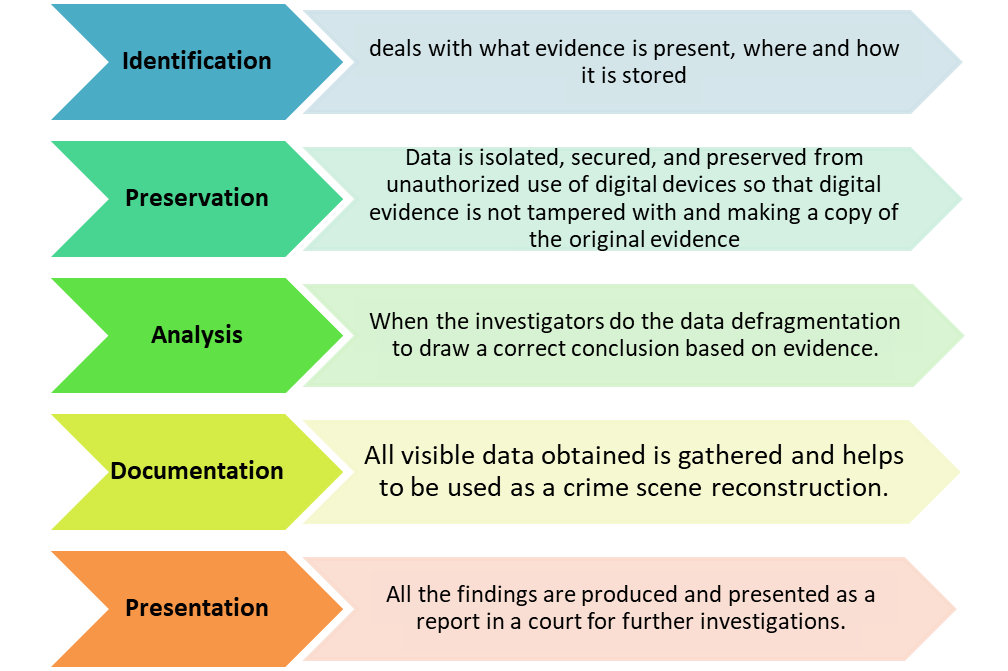 Identification
deals with what evidence is present, where and how
it is stored
Preservation
Data is isolated, secured, and preserved from
unauthorized use of digital devices so that digital
evidence is not tampered with and making a copy of
the original evidence
Analysis
When the investigators do the data defragmentation
to draw a correct conclusion based on evidence.
Documentation
All visible data obtained is gathered and helps
to be used as a crime scene reconstruction.
Presentation
All the findings are produced and presented as a
report in a court for further investigations.